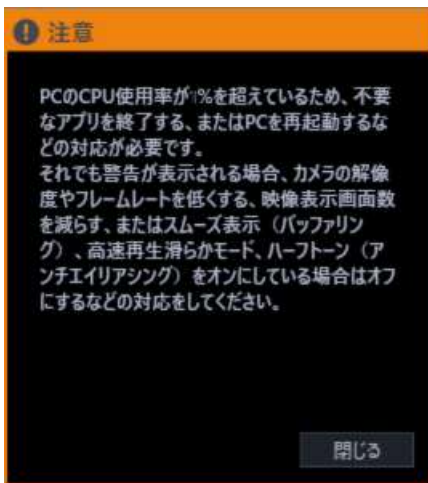 注意
PCのCPU使用率が1%を超えているため、不要
なアプリを終了する、またはPCを再起動するな
どの対応が必要です。
それでも警告が表示される場合、カメラの解像
度やフレームレートを低くする、映像表示画面数
を減らす、またはスムーズ表示（バッファリン
グ）、高速再生滑らかモード、ハーフトーン（ア
ンチエイリアシング）をオンにしている場合はオフ
にするなどの対応をしてください。
閉じる